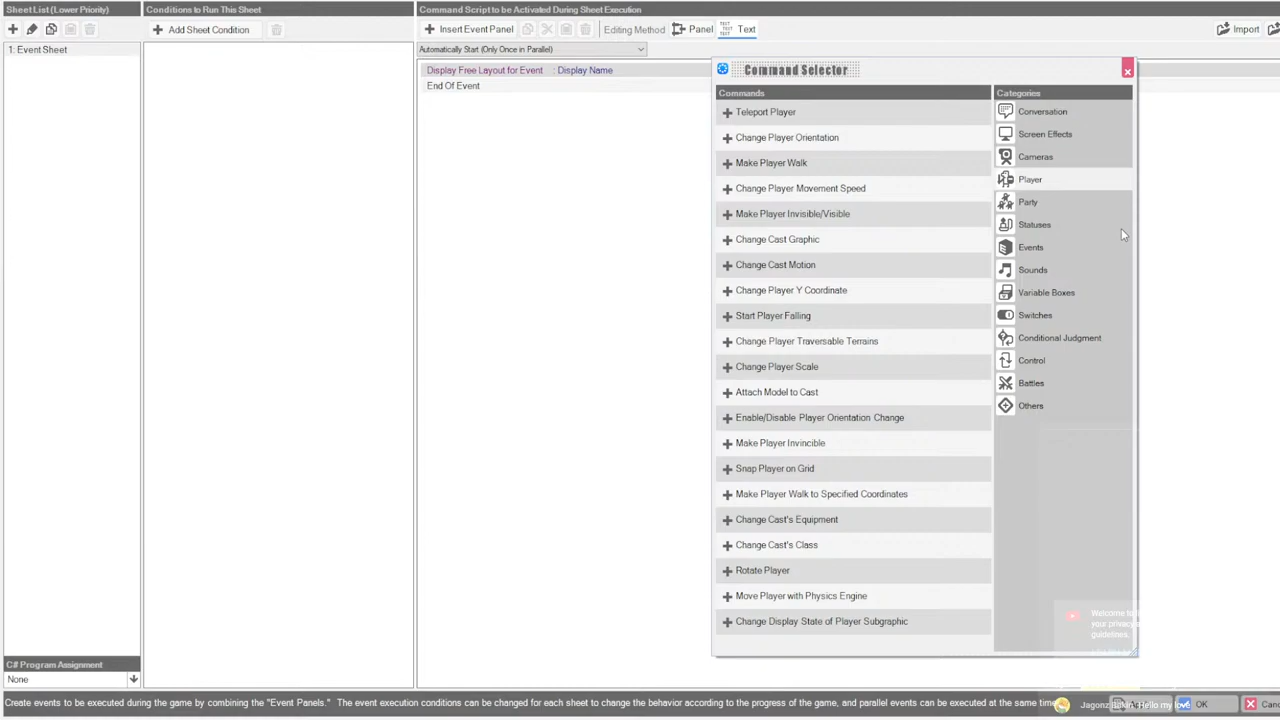 Sheet List (Lower Priority)
Conditions to Run This Sheet
Command Script to be Activated During Sheet Execution
Add Sheet Condition
Insert Event Panel
Editing Method
Panel
Text
Import
1: Event Sheet
Automatically Start (Only Once in Parallel)
Display Free Layout for Event : Display Name
End Of Event
Command Selector
Commands
Teleport Player
Change Player Orientation
Make Player Walk
Change Player Movement Speed
Make Player Invisible/Visible
Change Cast Graphic
Change Cast Motion
Change Player Y Coordinate
Start Player Falling
Change Player Traversable Terrains
Change Player Scale
Attach Model to Cast
Enable/Disable Player Orientation Change
Make Player Invincible
Snap Player on Grid
Make Player Walk to Specified Coordinates
Change Cast's Equipment
Change Cast's Class
Rotate Player
Move Player with Physics Engine
Change Display State of Player Subgraphic
Categories
Conversation
Screen Effects
Cameras
Player
Party
Statuses
Events
Sounds
Variable Boxes
Switches
Conditional Judgment
Control
Battles
Others
Welcome to
your privacy
guidelines.
C# Program Assignment
None
Create events to be executed during the game by combining the "Event Panels." The event execution conditions can be changed for each sheet to change the behavior according to the progress of the game, and parallel events can be executed at the same time
Hello my love
OK